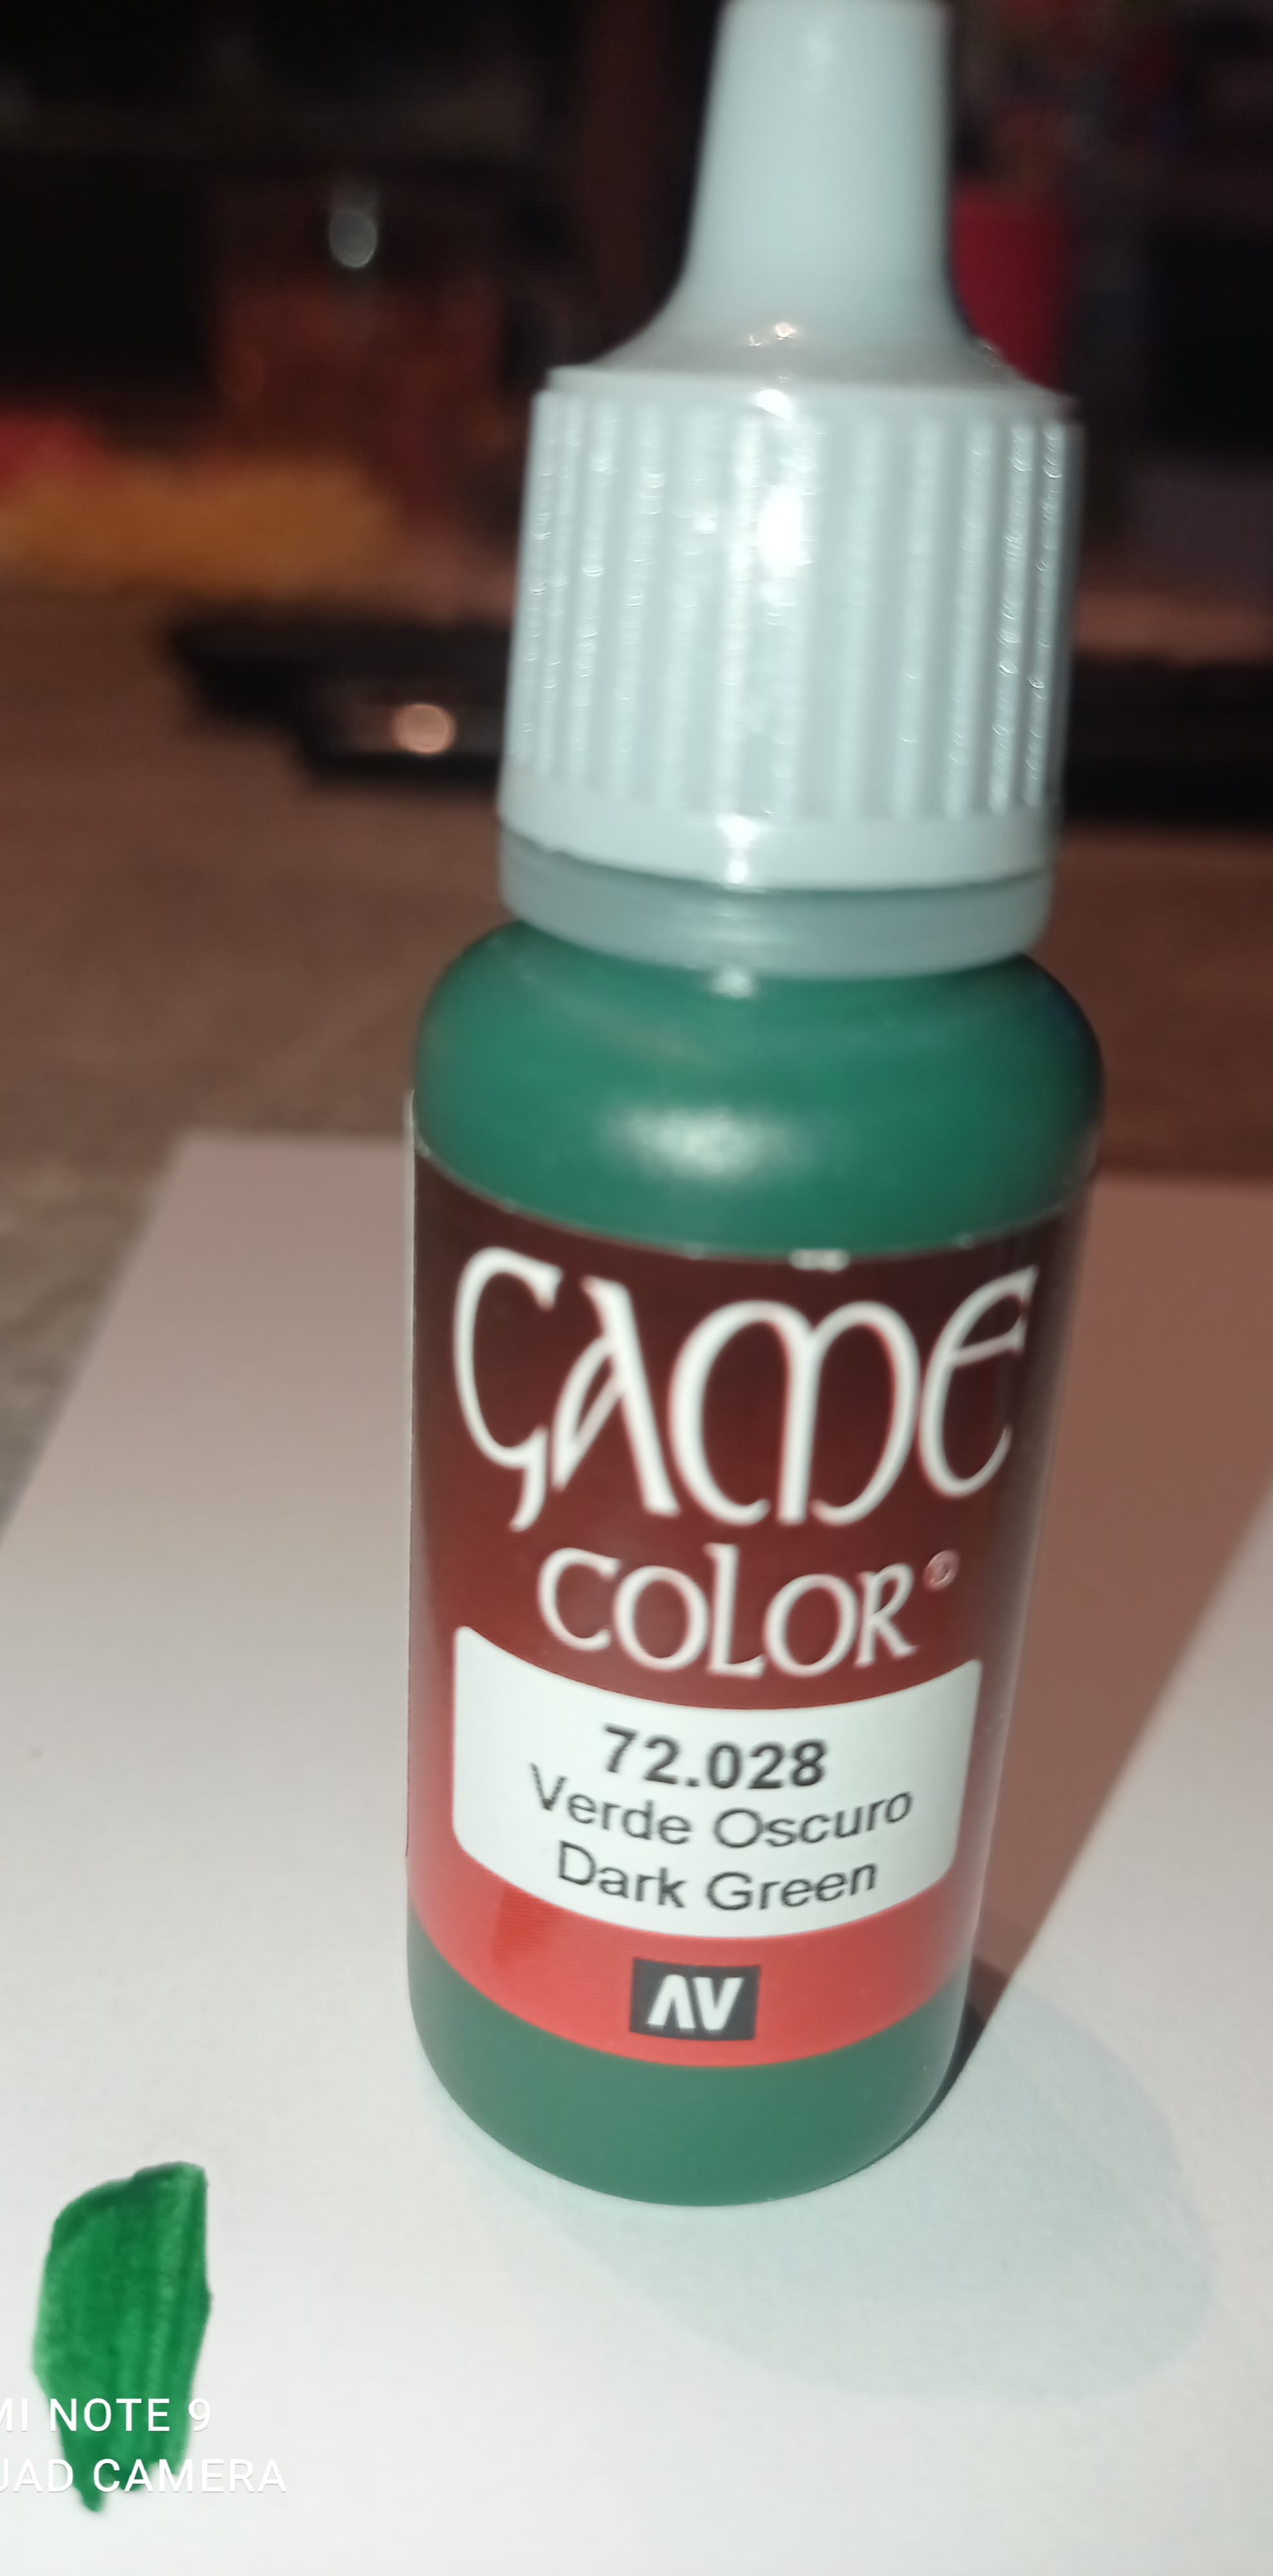 GAME
COLOR®
72.028
Verde Oscuro
Dark Green
AV
MI NOTE 9
UAD CAMERA